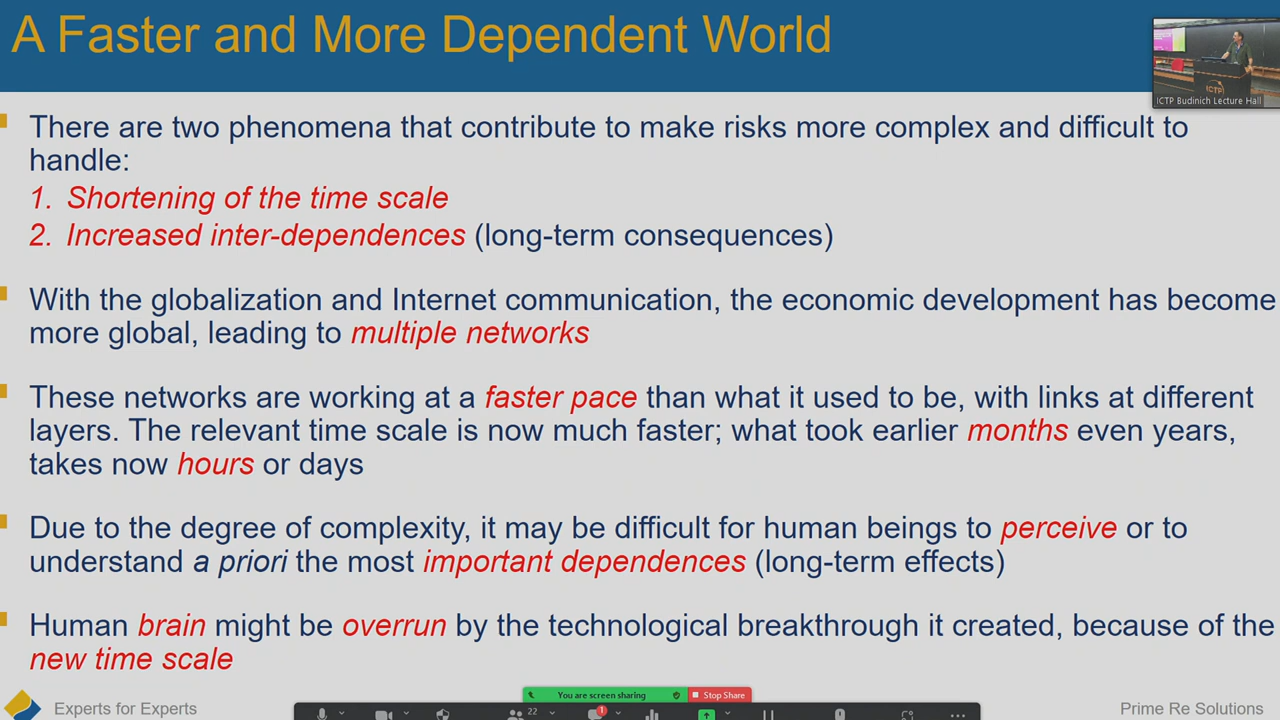 A Faster and More Dependent World
ICTP Budinich Lecture Hall
There are two phenomena that contribute to make risks more complex and difficult to
handle:
1. Shortening of the time scale
2. Increased inter-dependences (long-term consequences)
With the globalization and Internet communication, the economic development has become
more global, leading to multiple networks
These networks are working at a faster pace than what it used to be, with links at different
layers. The relevant time scale is now much faster; what took earlier months even years,
takes now hours or days
Due to the degree of complexity, it may be difficult for human beings to perceive or to
understand a priori the most important dependences (long-term effects)
Human brain might be overrun by the technological breakthrough it created, because of the
new time scale
You are screen sharing
Stop Share
Experts for Experts
22
1
Prime Re Solutions